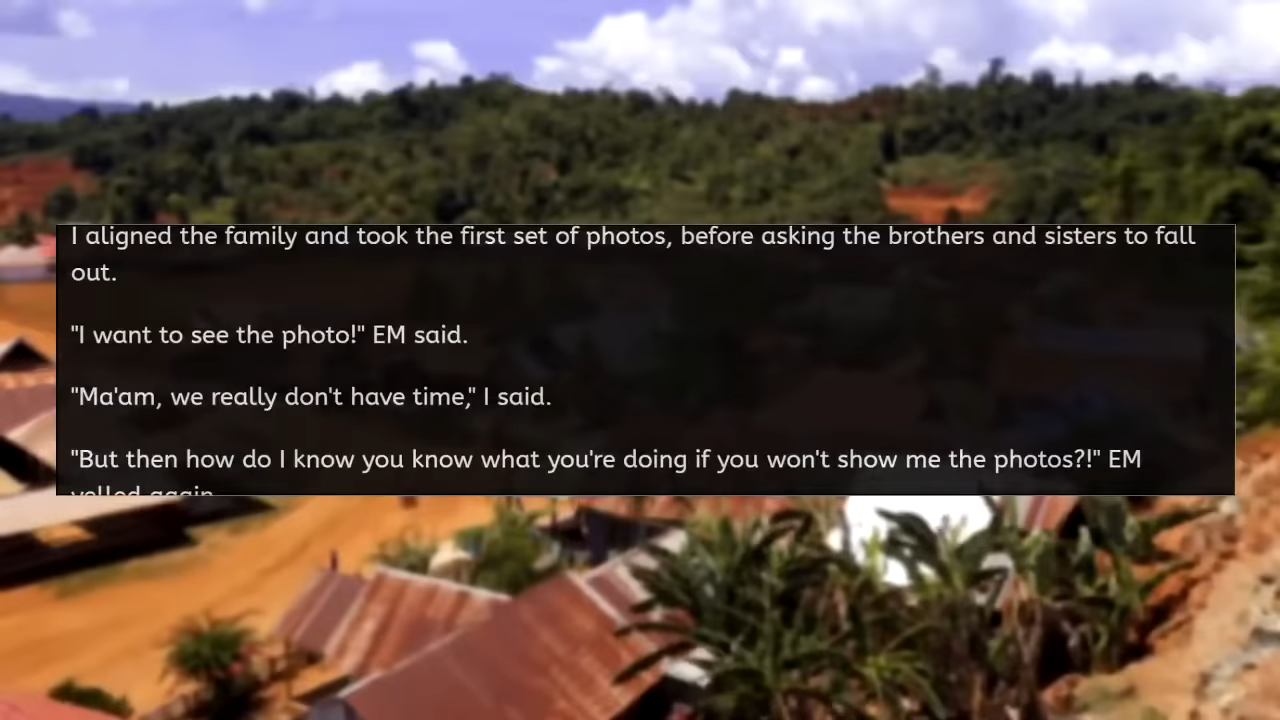 I aligned the family and took the first set of photos, before asking the brothers and sisters to fall
out.
"I want to see the photo!" EM said.
"Ma'am, we really don't have time," I said.
"But then how do I know you know what you're doing if you won't show me the photos?!" EM
yelled again.